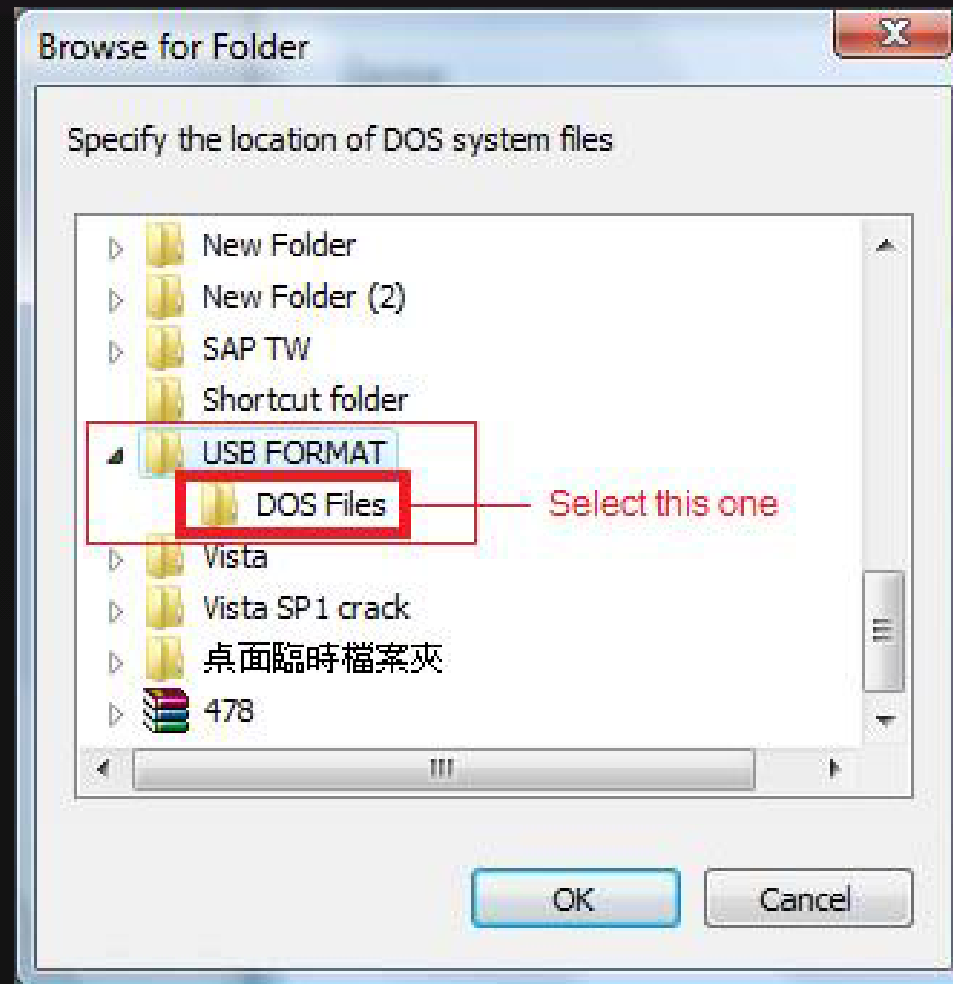 Browse for Folder
Specify the location of DOS system files
New Folder
New Folder (2)
SAP TW
Shortcut folder
USB FORMAT
DOS Files Select this one
Vista
Vista SP1 crack
桌面臨時檔案夾
478
OK Cancel